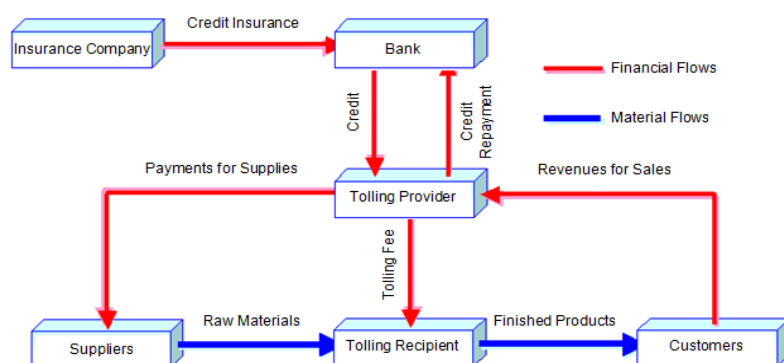 Credit Insurance
Insurance Company
Bank
Financial Flows
Material Flows
Credit
Credit
Repayment
Payments for Supplies
Revenues for Sales
Tolling Provider
Tolling Fee
Raw Materials
Finished Products
Suppliers
Tolling Recipient
Customers